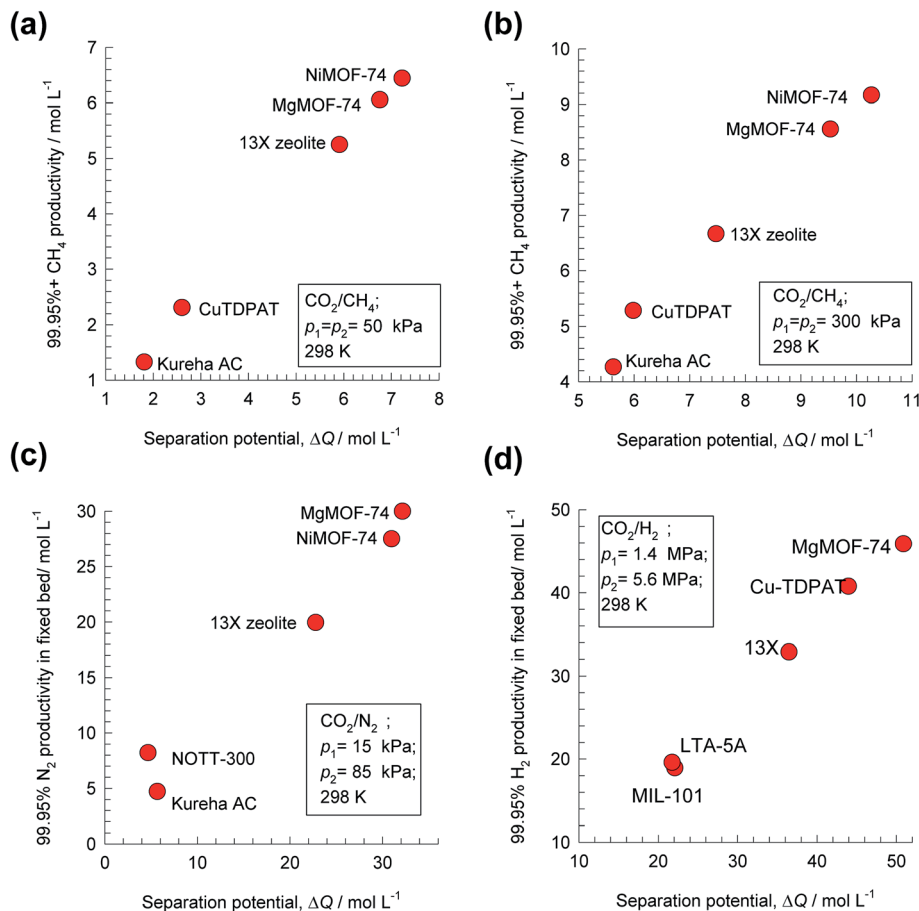 (a)
99.95%+ CH₄ productivity / mol L⁻¹
7
6
5
4
3
2
1
NiMOF-74
MgMOF-74
13X zeolite
CuTDPAT
Kureha AC
CO₂/CH₄;
p₁=p₂= 50 kPa
298 K
1 2 3 4 5 6 7 8
Separation potential, ΔQ / mol L⁻¹
(b)
99.95%+ CH₄ productivity / mol L⁻¹
10
9
8
7
6
5
4
NiMOF-74
MgMOF-74
13X zeolite
CuTDPAT
Kureha AC
CO₂/CH₄;
p₁=p₂= 300 kPa
298 K
5 6 7 8 9 10 11
Separation potential, ΔQ / mol L⁻¹
(c)
99.95% N₂ productivity in fixed bed/ mol L⁻¹
30
25
20
15
10
5
0
MgMOF-74
NiMOF-74
13X zeolite
NOTT-300
Kureha AC
CO₂/N₂ ;
p₁= 15 kPa;
p₂= 85 kPa;
298 K
0 10 20 30
Separation potential, ΔQ / mol L⁻¹
(d)
99.95% H₂ productivity in fixed bed/ mol L⁻¹
50
40
30
20
10
CO₂/H₂ ;
p₁= 1.4 MPa;
p₂= 5.6 MPa;
298 K
MgMOF-74
Cu-TDPAT
13X
LTA-5A
MIL-101
10 20 30 40 50
Separation potential, ΔQ / mol L⁻¹